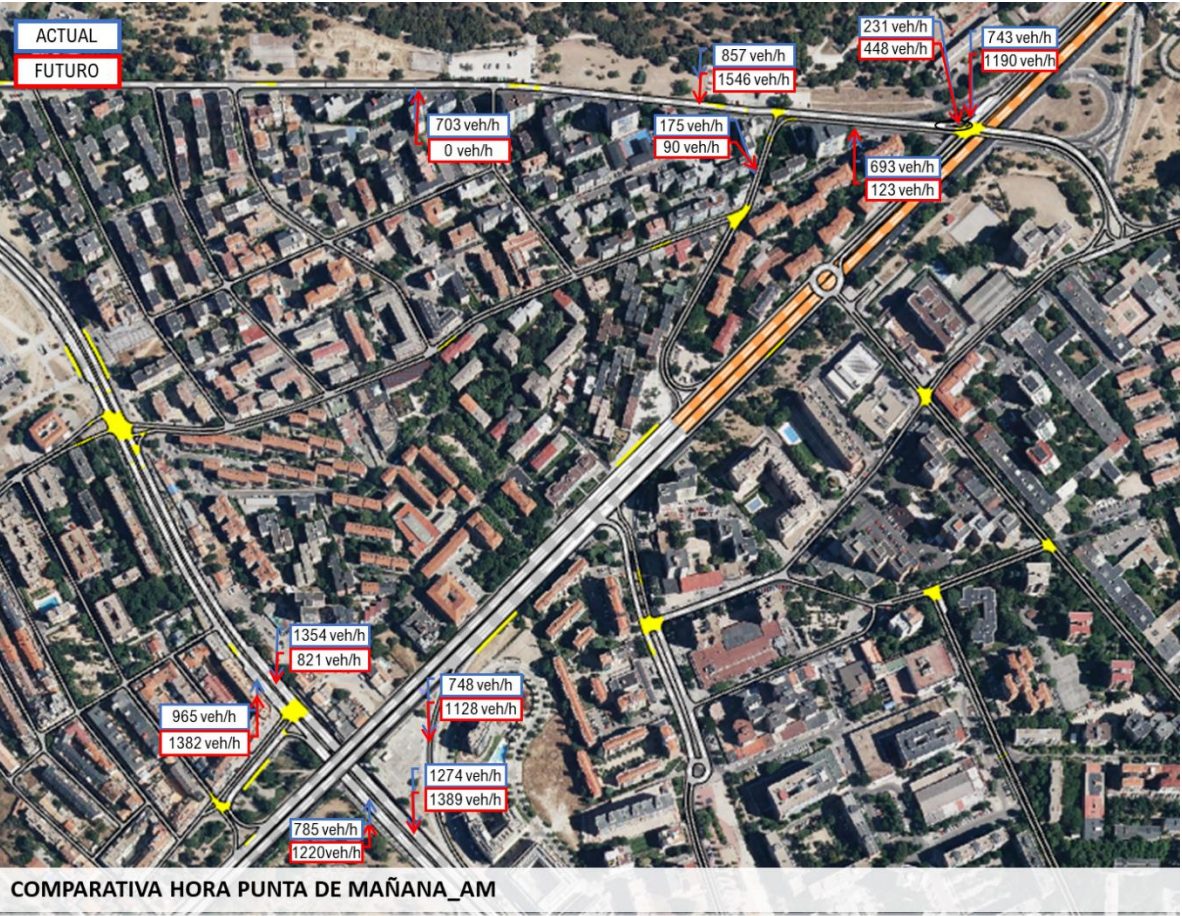 ACTUAL
FUTURO
231 veh/h
448 veh/h
743 veh/h
1190 veh/h
857 veh/h
1546 veh/h
703 veh/h
0 veh/h
175 veh/h
90 veh/h
693 veh/h
123 veh/h
1354 veh/h
821 veh/h
965 veh/h
1382 veh/h
748 veh/h
1128 veh/h
1274 veh/h
1389 veh/h
785 veh/h
1220veh/h
COMPARATIVA HORA PUNTA DE MAÑANA_AM